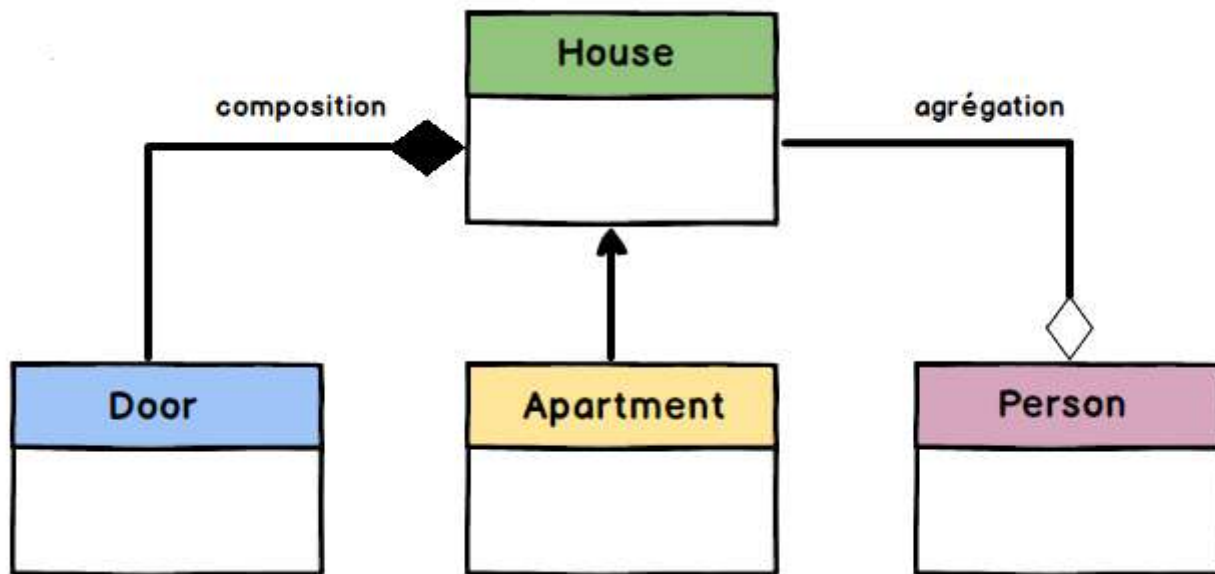 House
composition
agrégation
Door
Apartment
Person